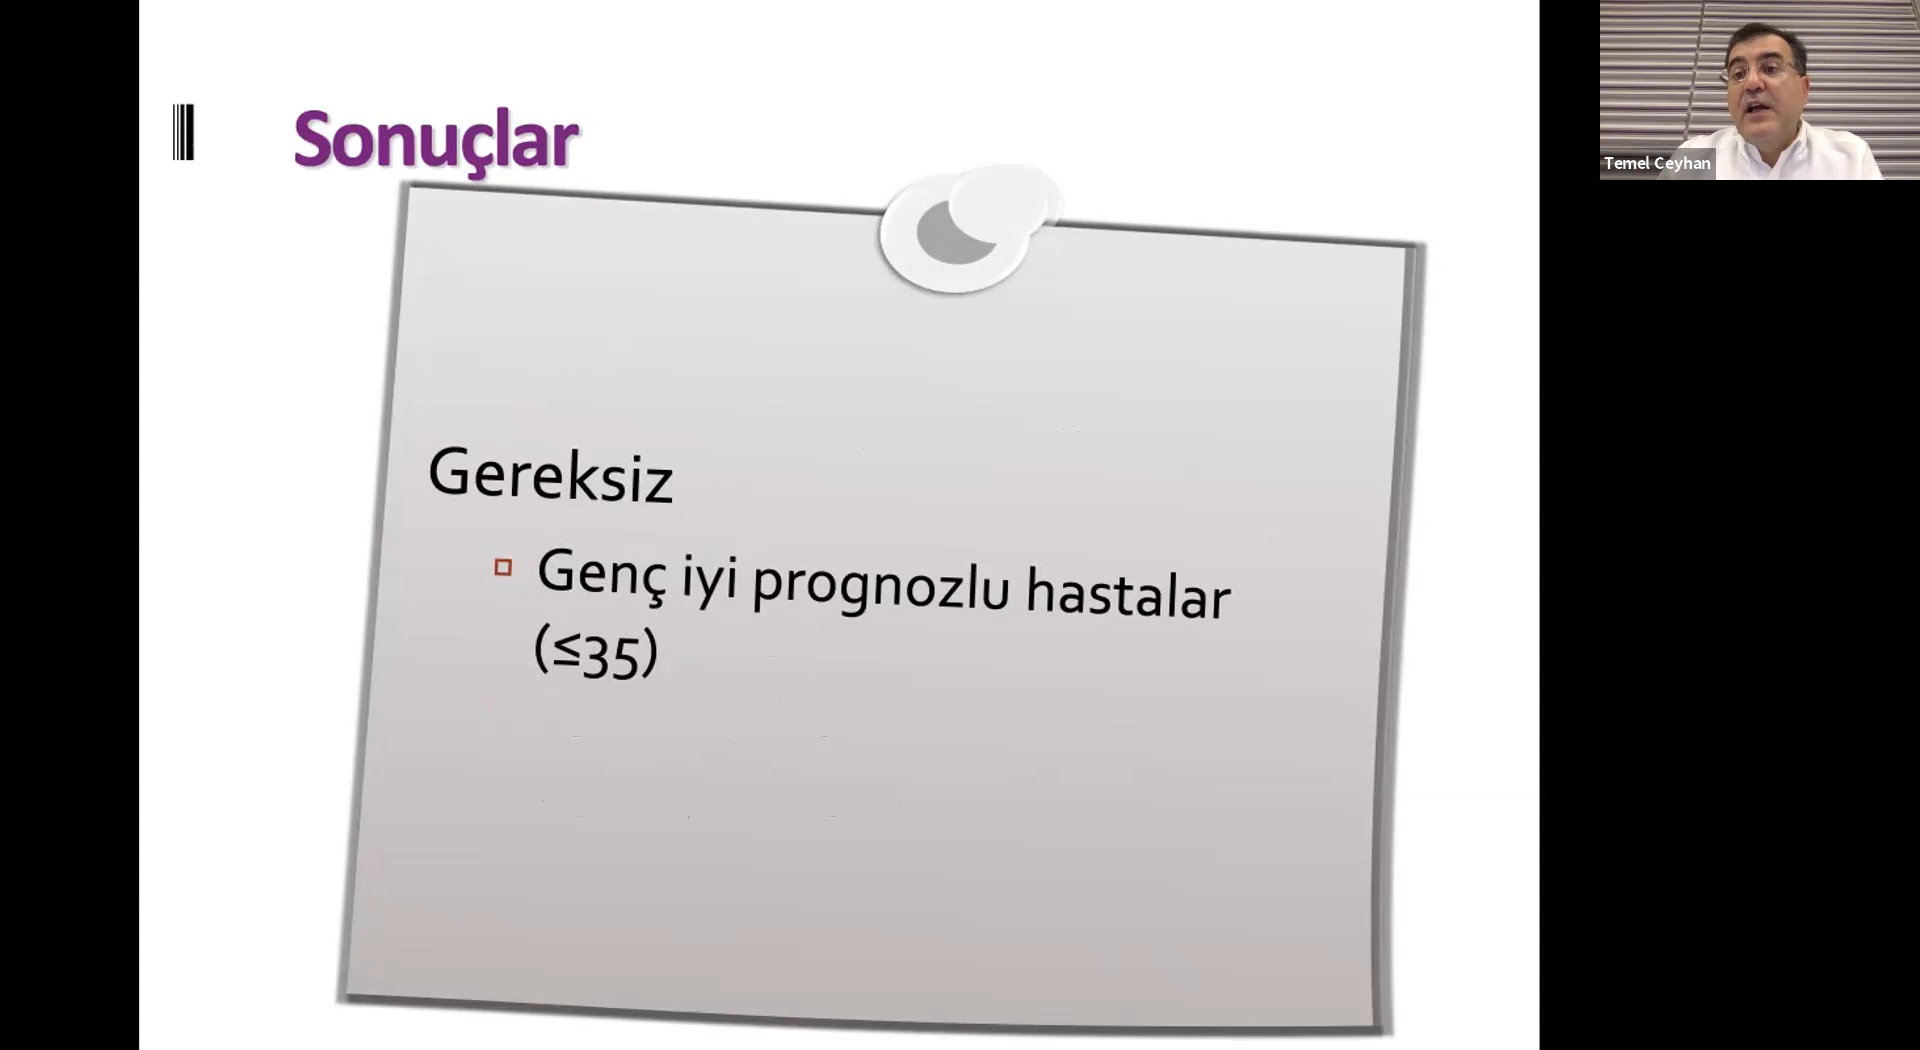 Sonuçlar
Temel Ceyhan
Gereksiz
Genç iyi prognozlu hastalar
(≤35)